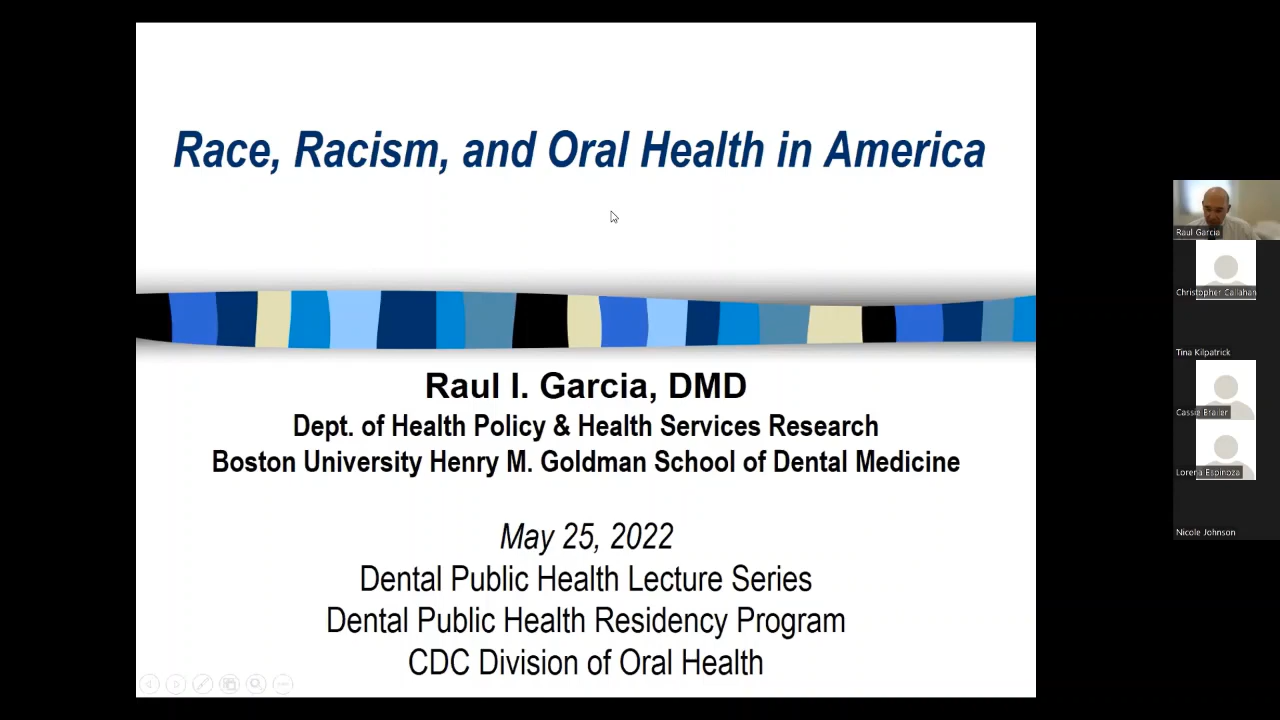 Race, Racism, and Oral Health in America
Raul I. Garcia, DMD
Dept. of Health Policy & Health Services Research
Boston University Henry M. Goldman School of Dental Medicine
May 25, 2022
Dental Public Health Lecture Series
Dental Public Health Residency Program
CDC Division of Oral Health
Raul Garcia
Christopher Callahan
Tina Kilpatrick
Cassie
Lorena Espinoza
Nicole Johnson